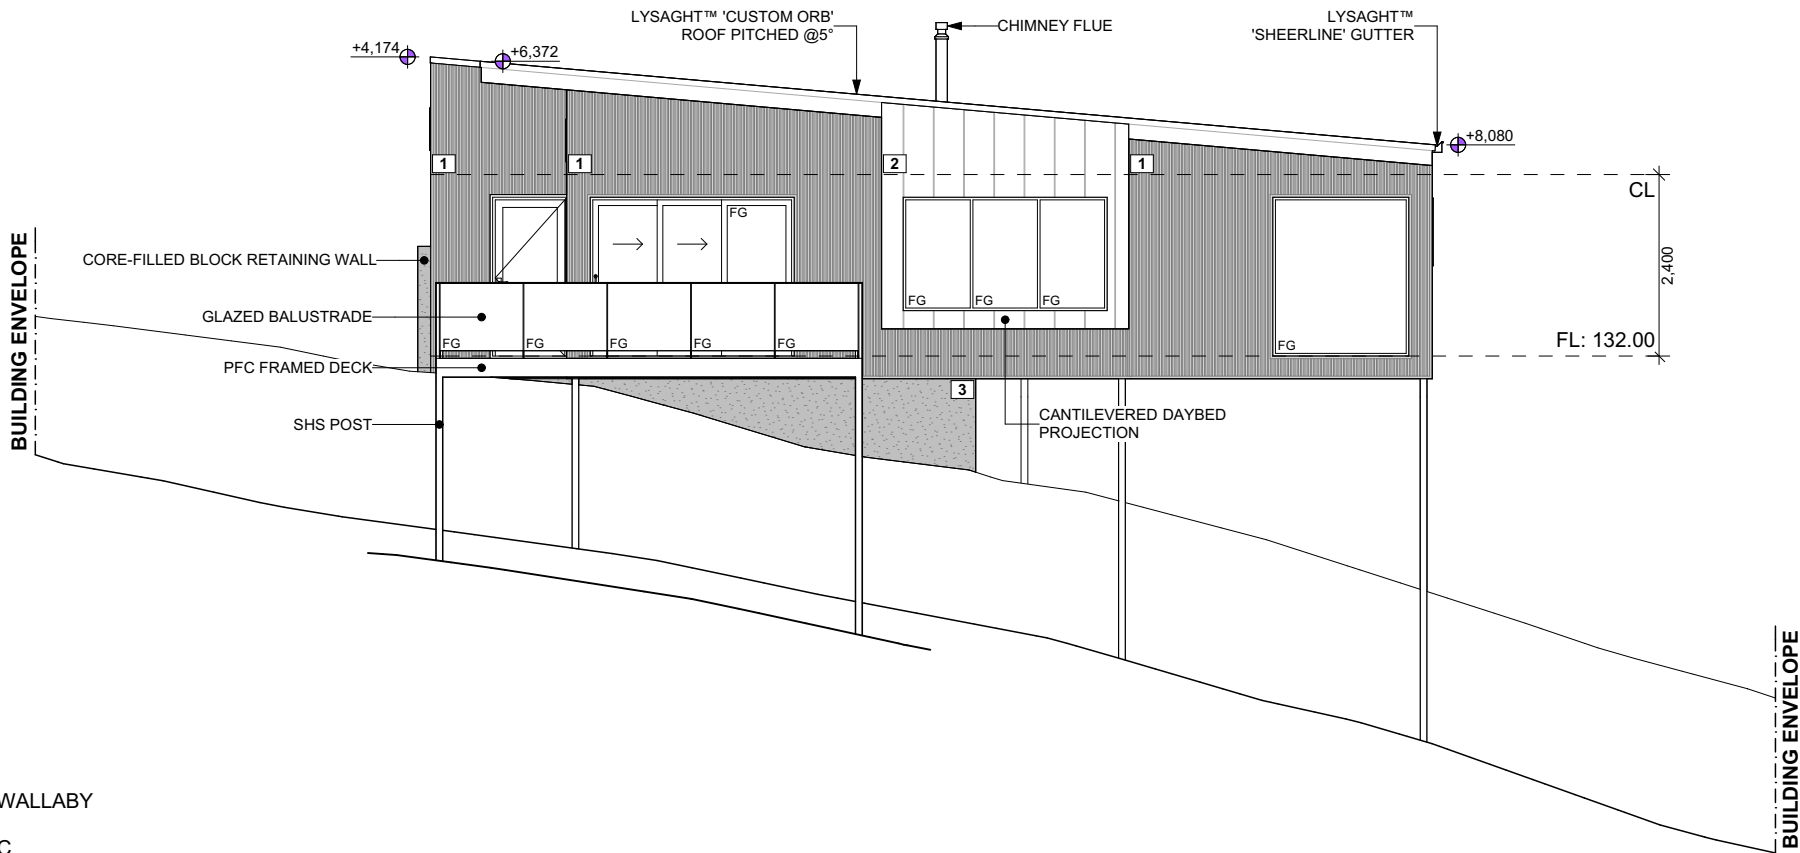 LYSAGHT™ 'CUSTOM ORB'
ROOF PITCHED @5°
CHIMNEY FLUE
LYSAGHT™
'SHEERLINE' GUTTER
+4,174
+6,372
+8,080
1
1
2
1
CL
2,400
FL: 132.00
BUILDING ENVELOPE
CORE-FILLED BLOCK RETAINING WALL
GLAZED BALUSTRADE
PFC FRAMED DECK
SHS POST
FG
FG
FG
FG
FG
FG
FG
FG
FG
FG
3
CANTILEVERED DAYBED
PROJECTION
BUILDING ENVELOPE
WALLABY
C